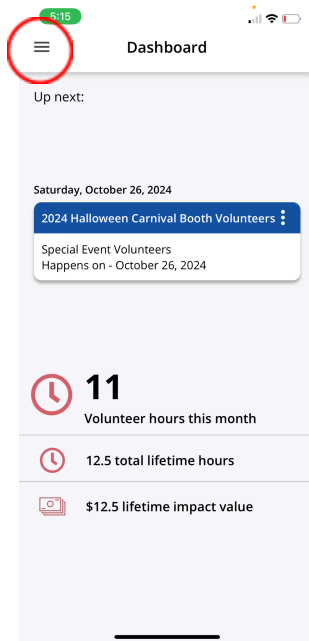 5:15
Dashboard
Up next:
Saturday, October 26, 2024
2024 Halloween Carnival Booth Volunteers
Special Event Volunteers
Happens on - October 26, 2024
11
Volunteer hours this month
12.5 total lifetime hours
$12.5 lifetime impact value